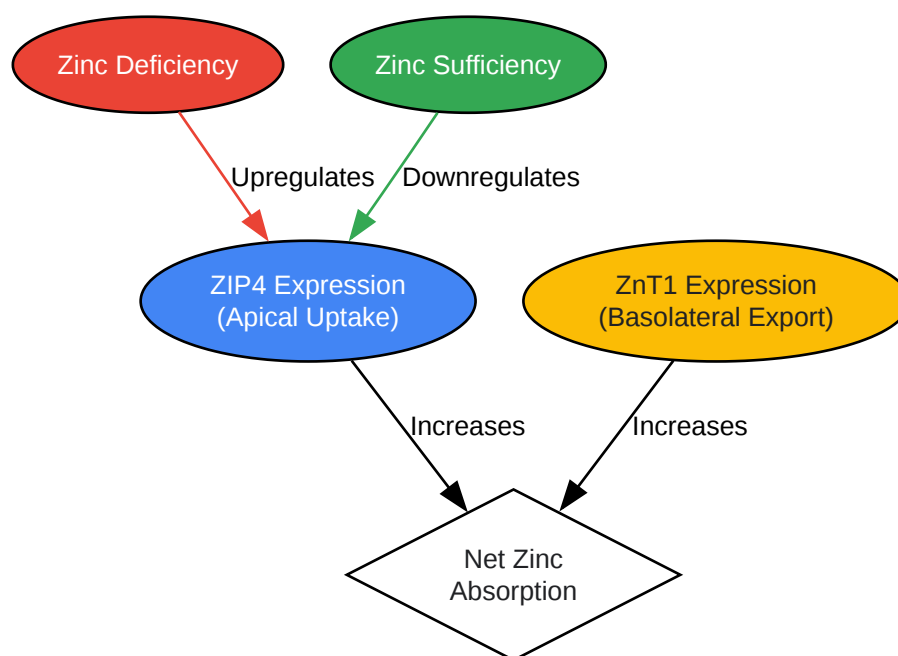 Zinc Deficiency
Zinc Sufficiency
Upregulates
Downregulates
ZIP4 Expression
(Apical Uptake)
ZnT1 Expression
(Basolateral Export)
Increases
Increases
Net Zinc
Absorption